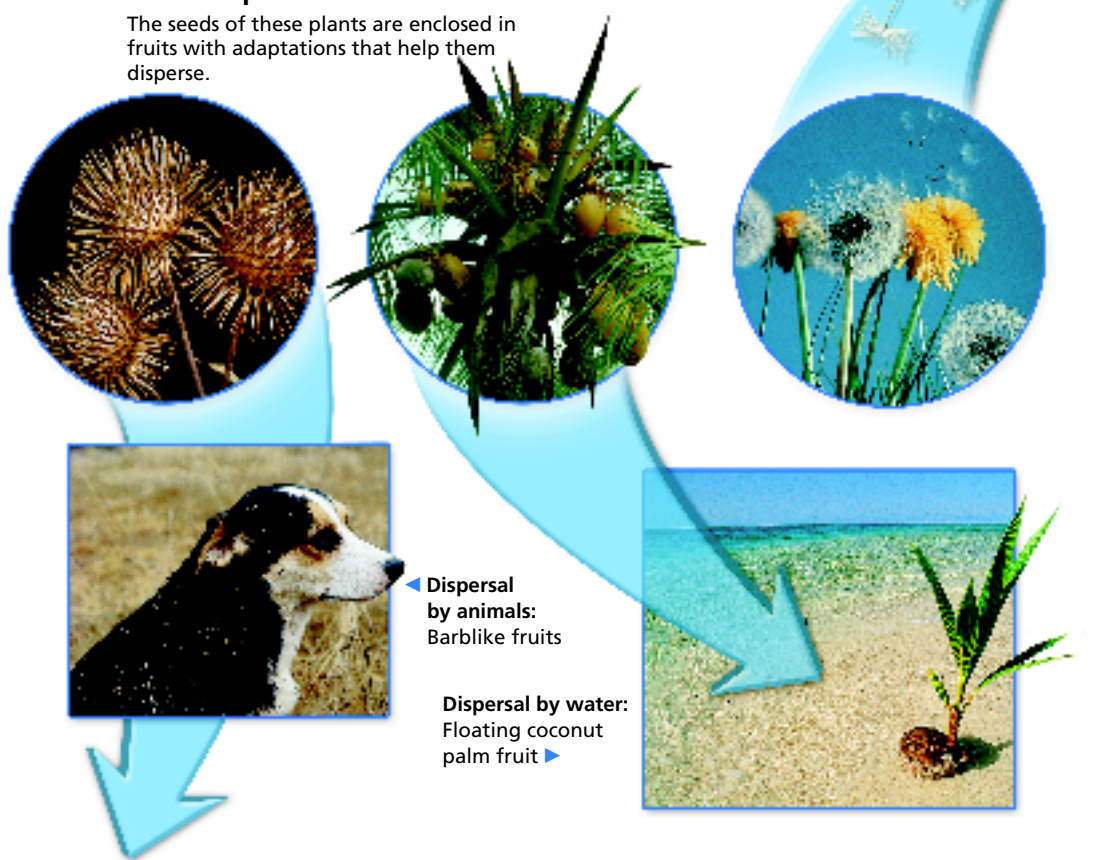 The seeds of these plants are enclosed in
fruits with adaptations that help them
disperse.
◀ Dispersal
by animals:
Barblike fruits
Dispersal by water:
Floating coconut
palm fruit ▶